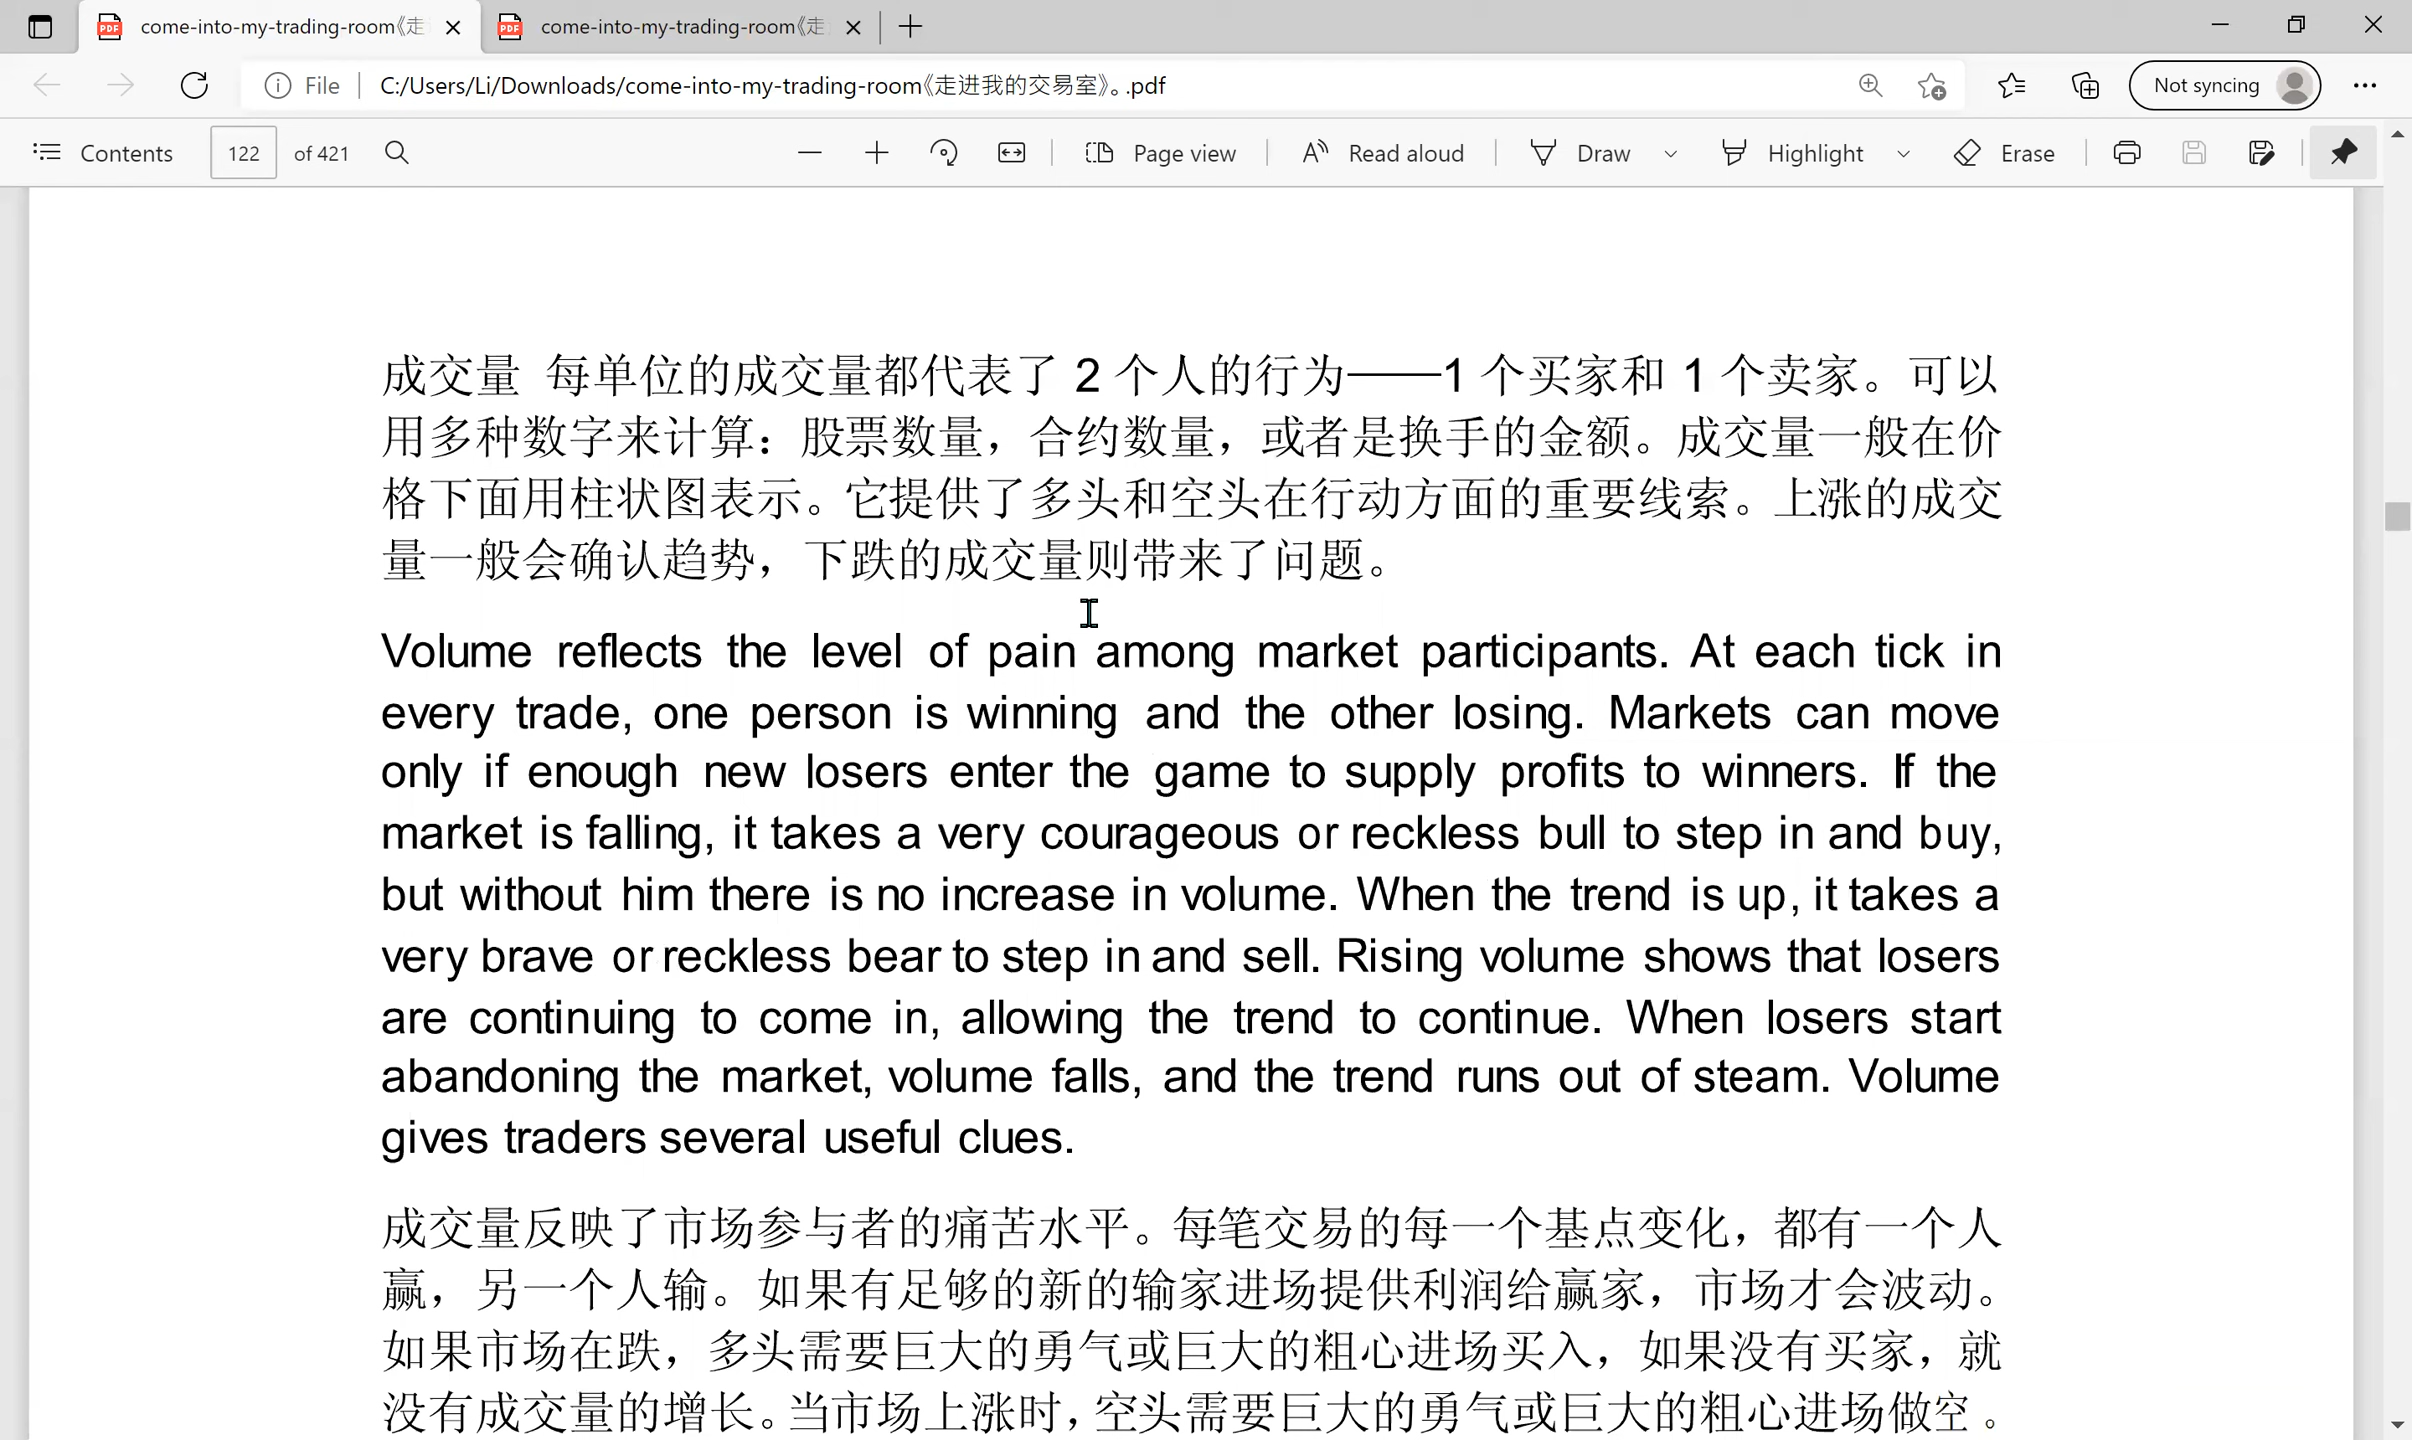 come-into-my-trading-room《走
come-into-my-trading-room《走
File
C:/Users/Li/Downloads/come-into-my-trading-room《走进我的交易室》。.pdf
Not syncing
Contents
122
of 421
Page view
Read aloud
Draw
Highlight
Erase
成交量 每单位的成交量都代表了 2 个人的行为——1 个买家和 1 个卖家。可以
用多种数字来计算：股票数量，合约数量，或者是换手的金额。成交量一般在价
格下面用柱状图表示。它提供了多头和空头在行动方面的重要线索。上涨的成交
量一般会确认趋势，下跌的成交量则带来了问题。
Volume reflects the level of pain among market participants. At each tick in
every trade, one person is winning and the other losing. Markets can move
only if enough new losers enter the game to supply profits to winners. If the
market is falling, it takes a very courageous or reckless bull to step in and buy,
but without him there is no increase in volume. When the trend is up, it takes a
very brave or reckless bear to step in and sell. Rising volume shows that losers
are continuing to come in, allowing the trend to continue. When losers start
abandoning the market, volume falls, and the trend runs out of steam. Volume
gives traders several useful clues.
成交量反映了市场参与者的痛苦水平。每笔交易的每一个基点变化，都有一个人
赢，另一个人输。如果有足够的新的输家进场提供利润给赢家，市场才会波动。
如果市场在跌，多头需要巨大的勇气或巨大的粗心进场买入，如果没有买家，就
没有成交量的增长。当市场上涨时，空头需要巨大的勇气或巨大的粗心进场做空。